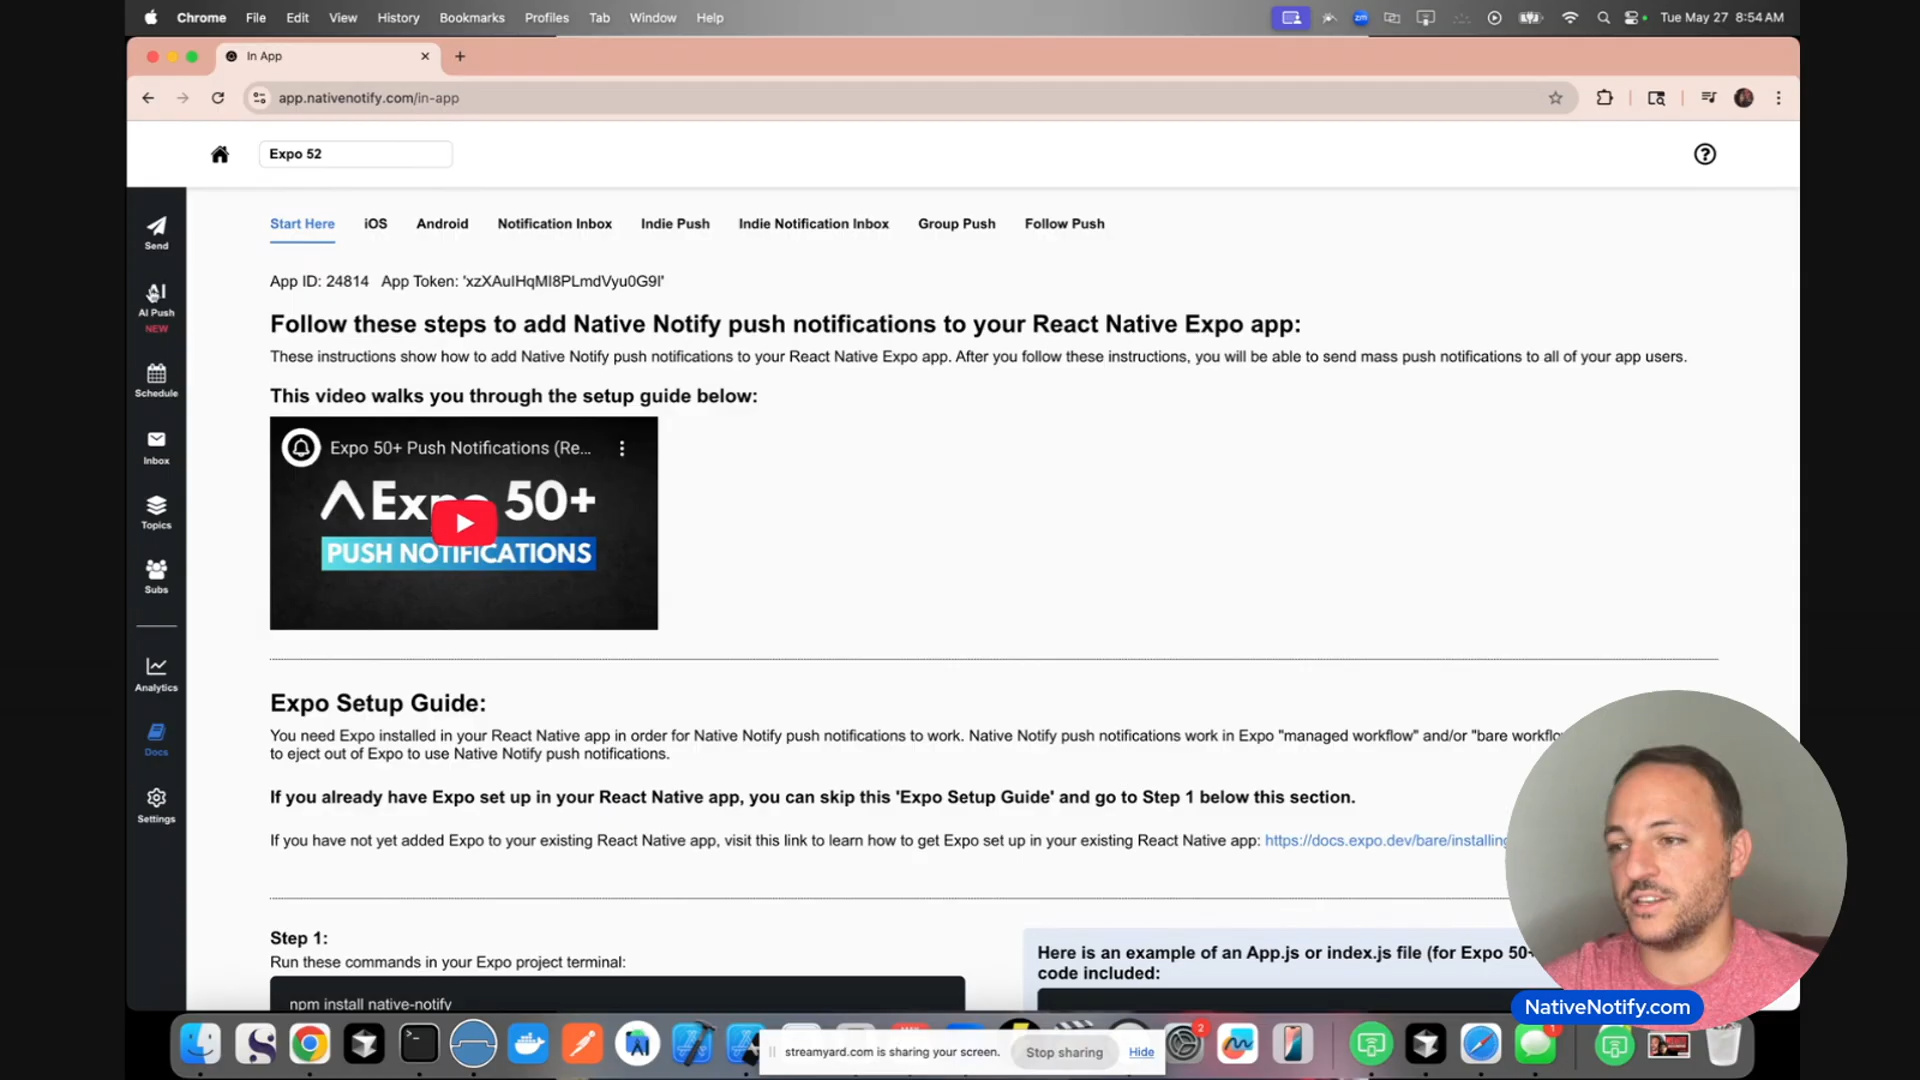 Chrome File Edit View History Bookmarks Profiles Tab Window Help
zm
Tue May 27 8:54 AM
In App
app.nativenotify.com/in-app
Expo 52
Send
AI Push
NEW
Schedule
Inbox
Topics
Subs
Analytics
Docs
Settings
Start Here iOS Android Notification Inbox Indie Push Indie Notification Inbox Group Push Follow Push
App ID: 24814 App Token: 'xzXAulHqMI8PLmdVyu0G9I'
Follow these steps to add Native Notify push notifications to your React Native Expo app:
These instructions show how to add Native Notify push notifications to your React Native Expo app. After you follow these instructions, you will be able to send mass push notifications to all of your app users.
This video walks you through the setup guide below:
Expo 50+ Push Notifications (Re...
Expo 50+
PUSH NOTIFICATIONS
Expo Setup Guide:
You need Expo installed in your React Native app in order for Native Notify push notifications to work. Native Notify push notifications work in Expo "managed workflow" and/or "bare workflo
to eject out of Expo to use Native Notify push notifications.
If you already have Expo set up in your React Native app, you can skip this 'Expo Setup Guide' and go to Step 1 below this section.
If you have not yet added Expo to your existing React Native app, visit this link to learn how to get Expo set up in your existing React Native app: https://docs.expo.dev/bare/installing
Step 1:
Run these commands in your Expo project terminal:
npm install native-notify
Here is an example of an App.js or index.js file (for Expo 50+
code included:
NativeNotify.com
streamyard.com is sharing your screen. Stop sharing Hide
2
1